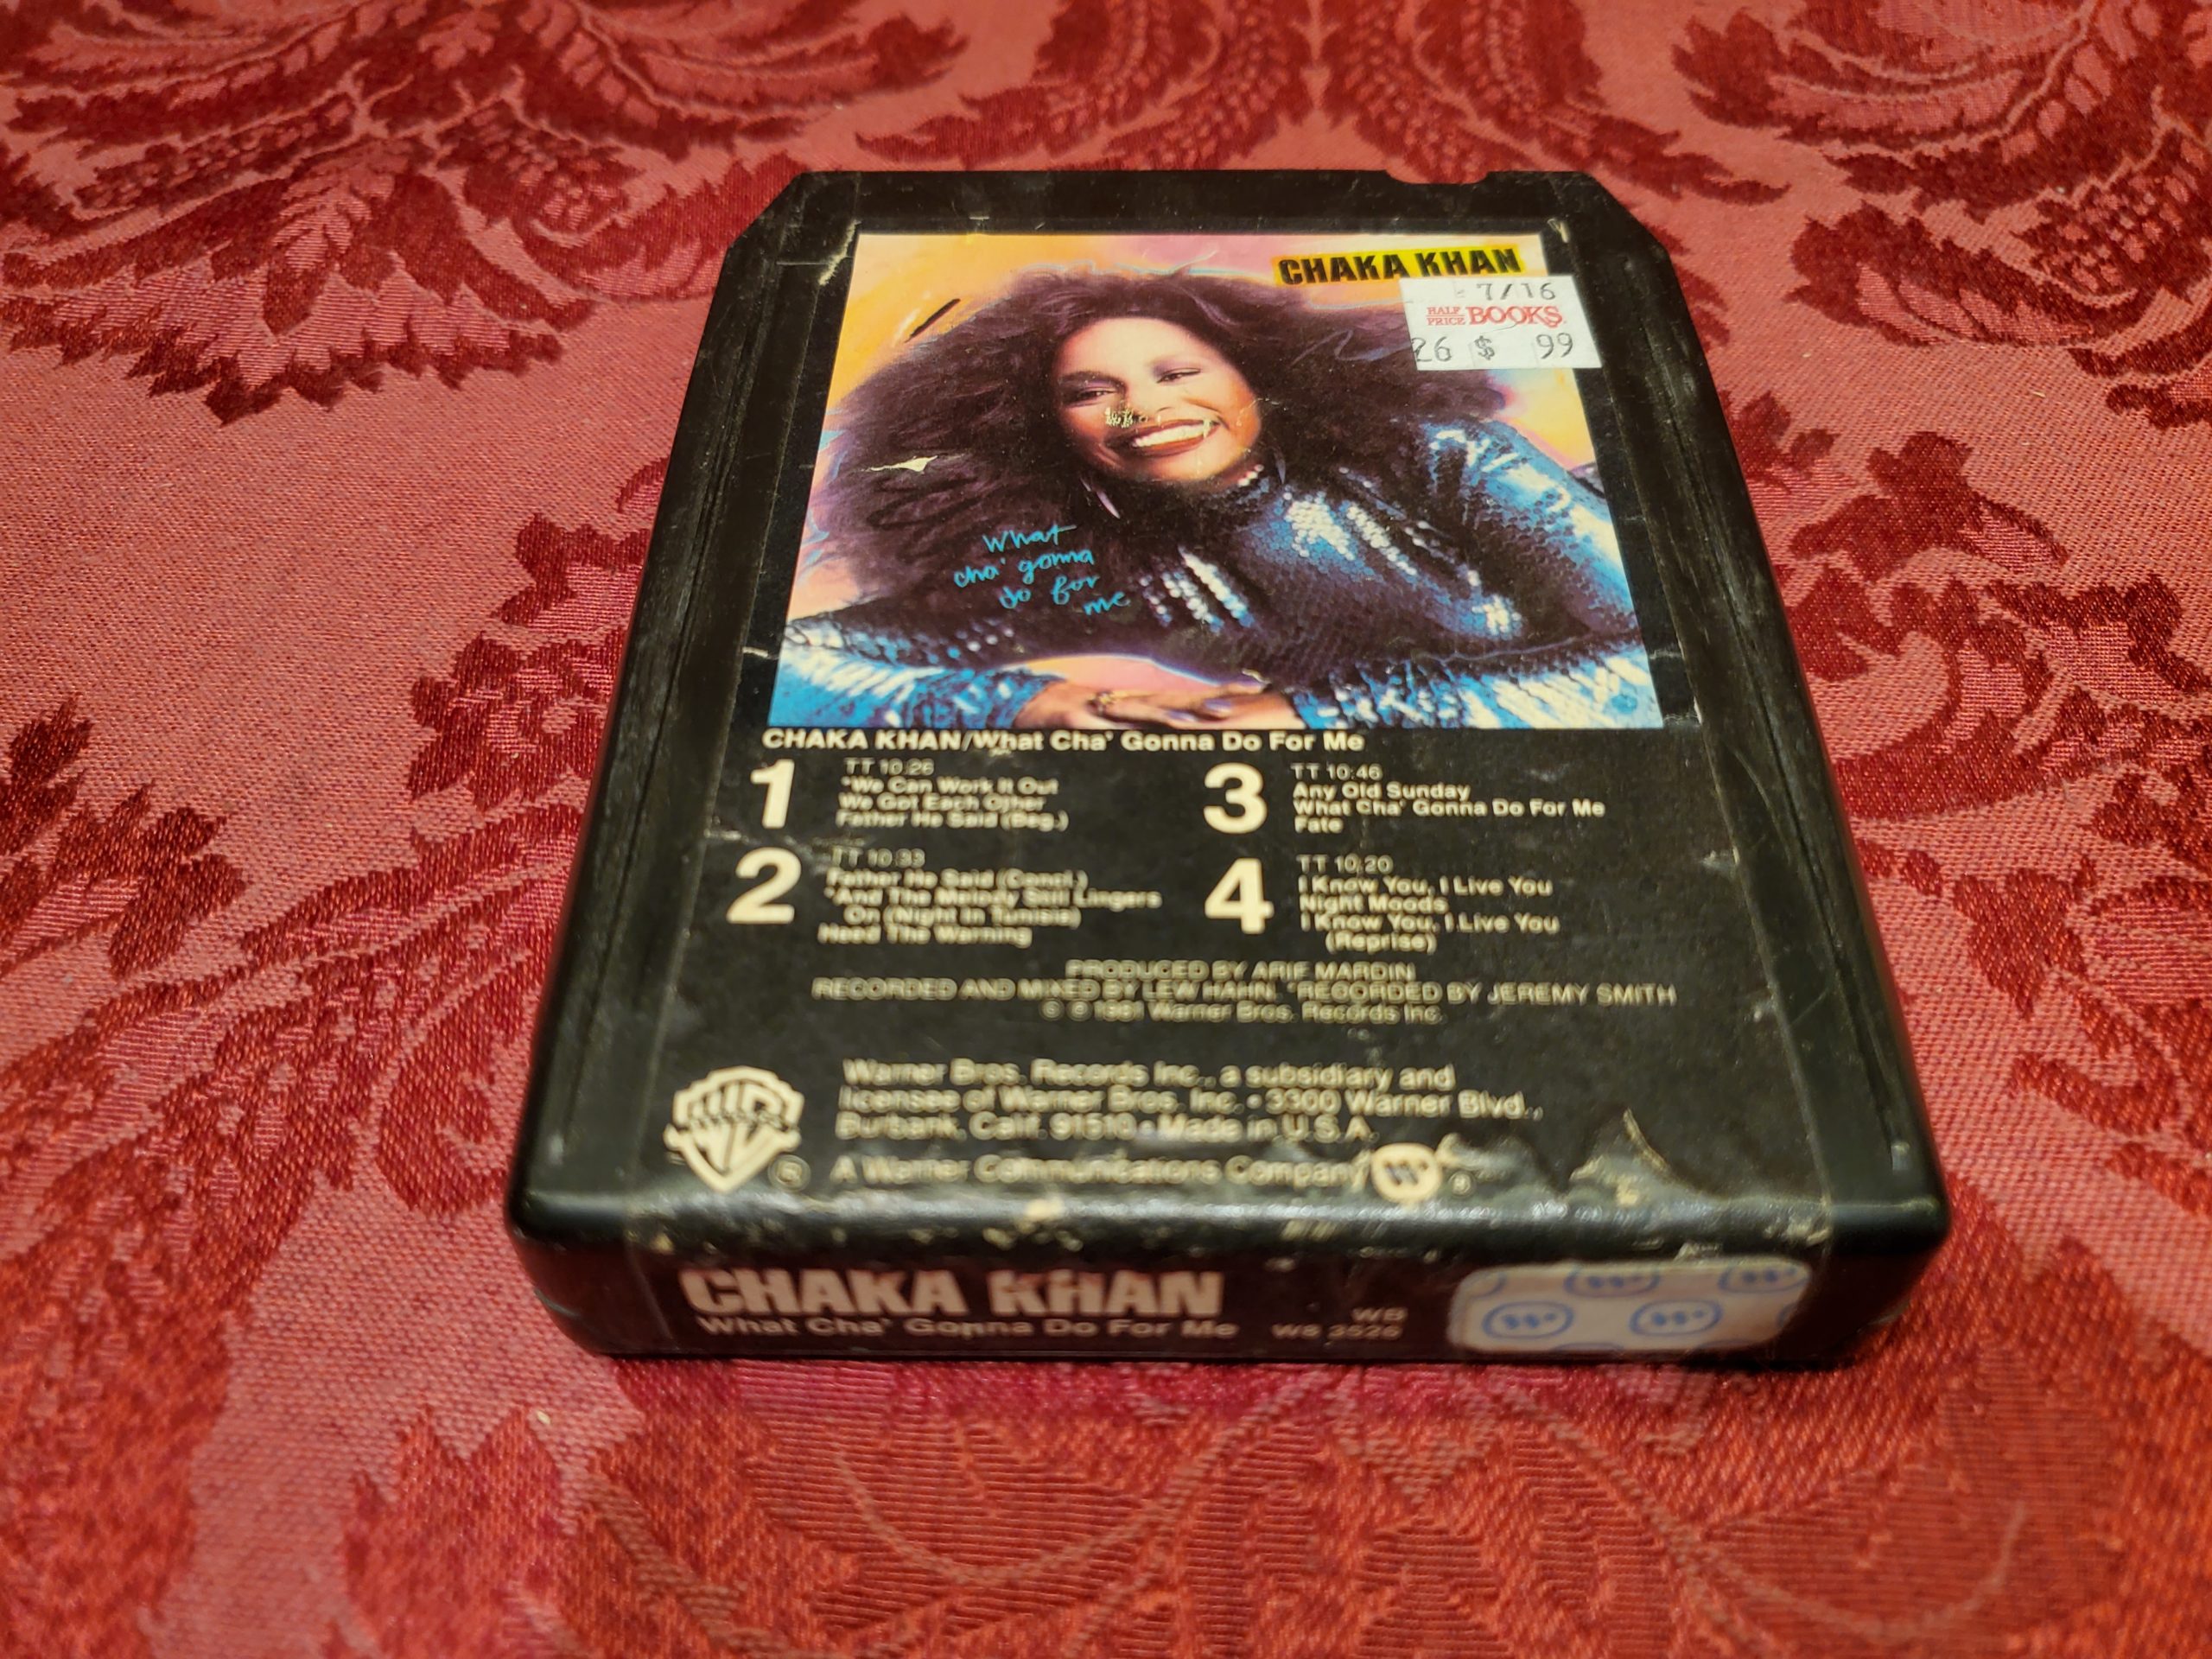 CHAKA KHAN
7/16
HALF PRICE BOOKS
26 $ 99
What
cha' gonna
do for
me
CHAKA KHAN/What Cha' Gonna Do For Me
1
TT 10:26
*We Can Work It Out
We Got Each Other
Father He Said (Beg.)
2
TT 10:33
Father He Said (Concl.)
*And The Melody Still Lingers
On (Night In Tunisia)
Heed The Warning
3
TT 10:46
Any Old Sunday
What Cha' Gonna Do For Me
Fate
4
TT 10:20
I Know You, I Live You
Night Moods
I Know You, I Live You
(Reprise)
PRODUCED BY ARIF MARDIN
RECORDED AND MIXED BY LEW HAHN. *RECORDED BY JEREMY SMITH
© ℗ 1981 Warner Bros. Records Inc.
Warner Bros. Records Inc., a subsidiary and
licensee of Warner Bros. Inc. • 3300 Warner Blvd.,
Burbank, Calif. 91510 • Made in U.S.A.
A Warner Communications Company
®
CHAKA KHAN
What Cha' Gonna Do For Me
WB
W8 3526